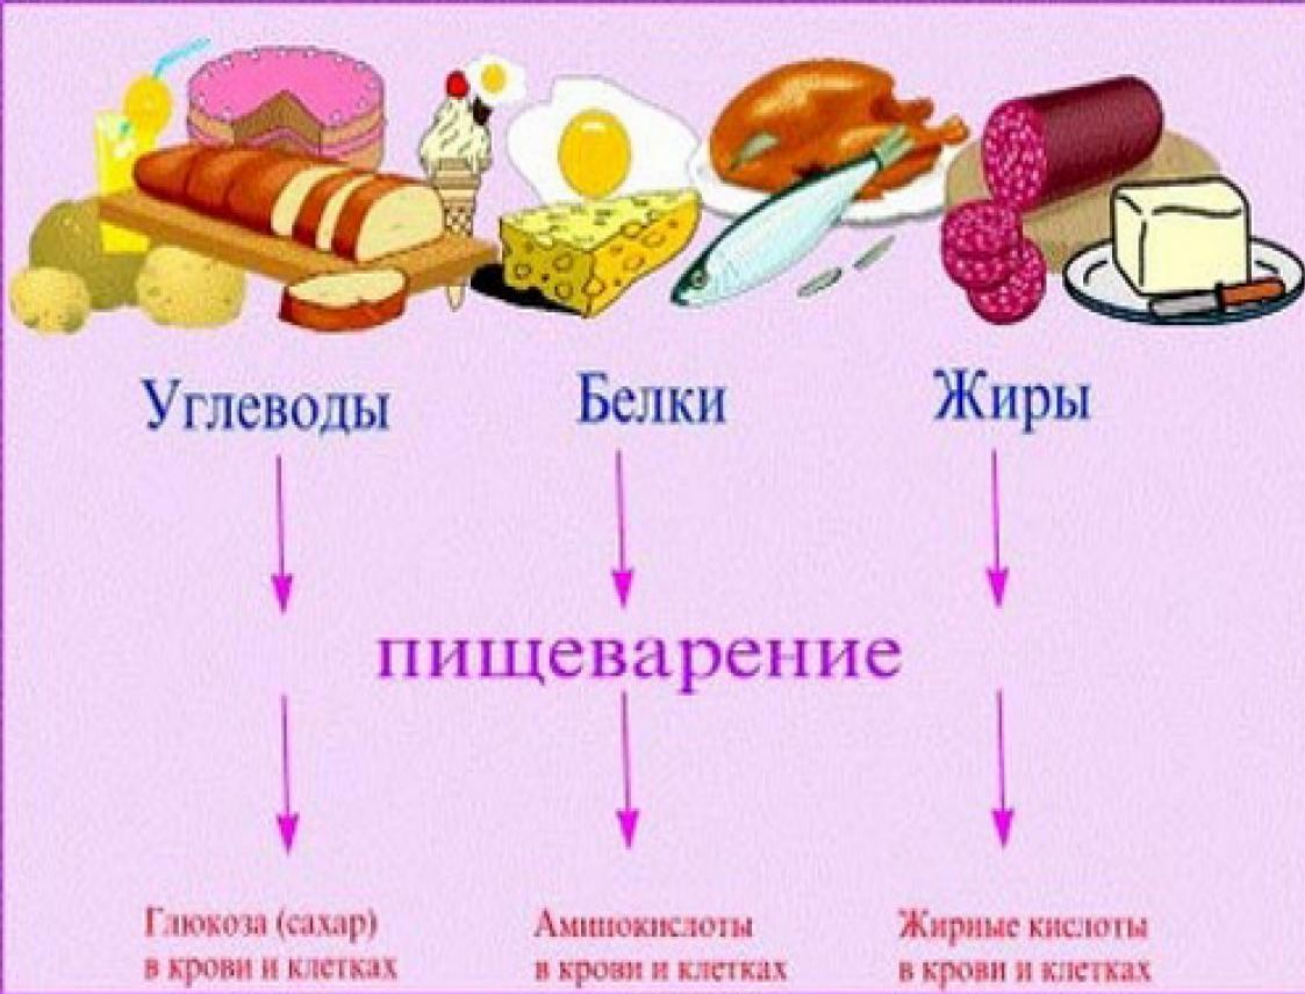 Углеводы Белки Жиры
пищеварение
Глюкоза (сахар)
в крови и клетках
Аминокислоты
в крови и клетках
Жирные кислоты
в крови и клетках